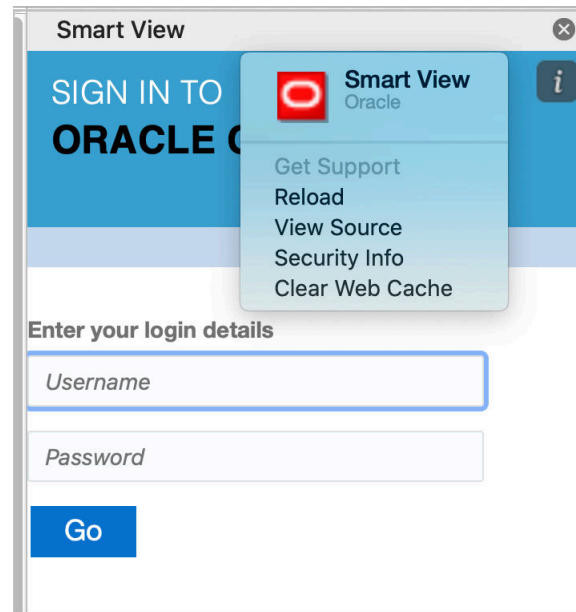 Smart View
SIGN IN TO
ORACLE
Smart View
Oracle
i
Get Support
Reload
View Source
Security Info
Clear Web Cache
Enter your login details
Username
Password
Go